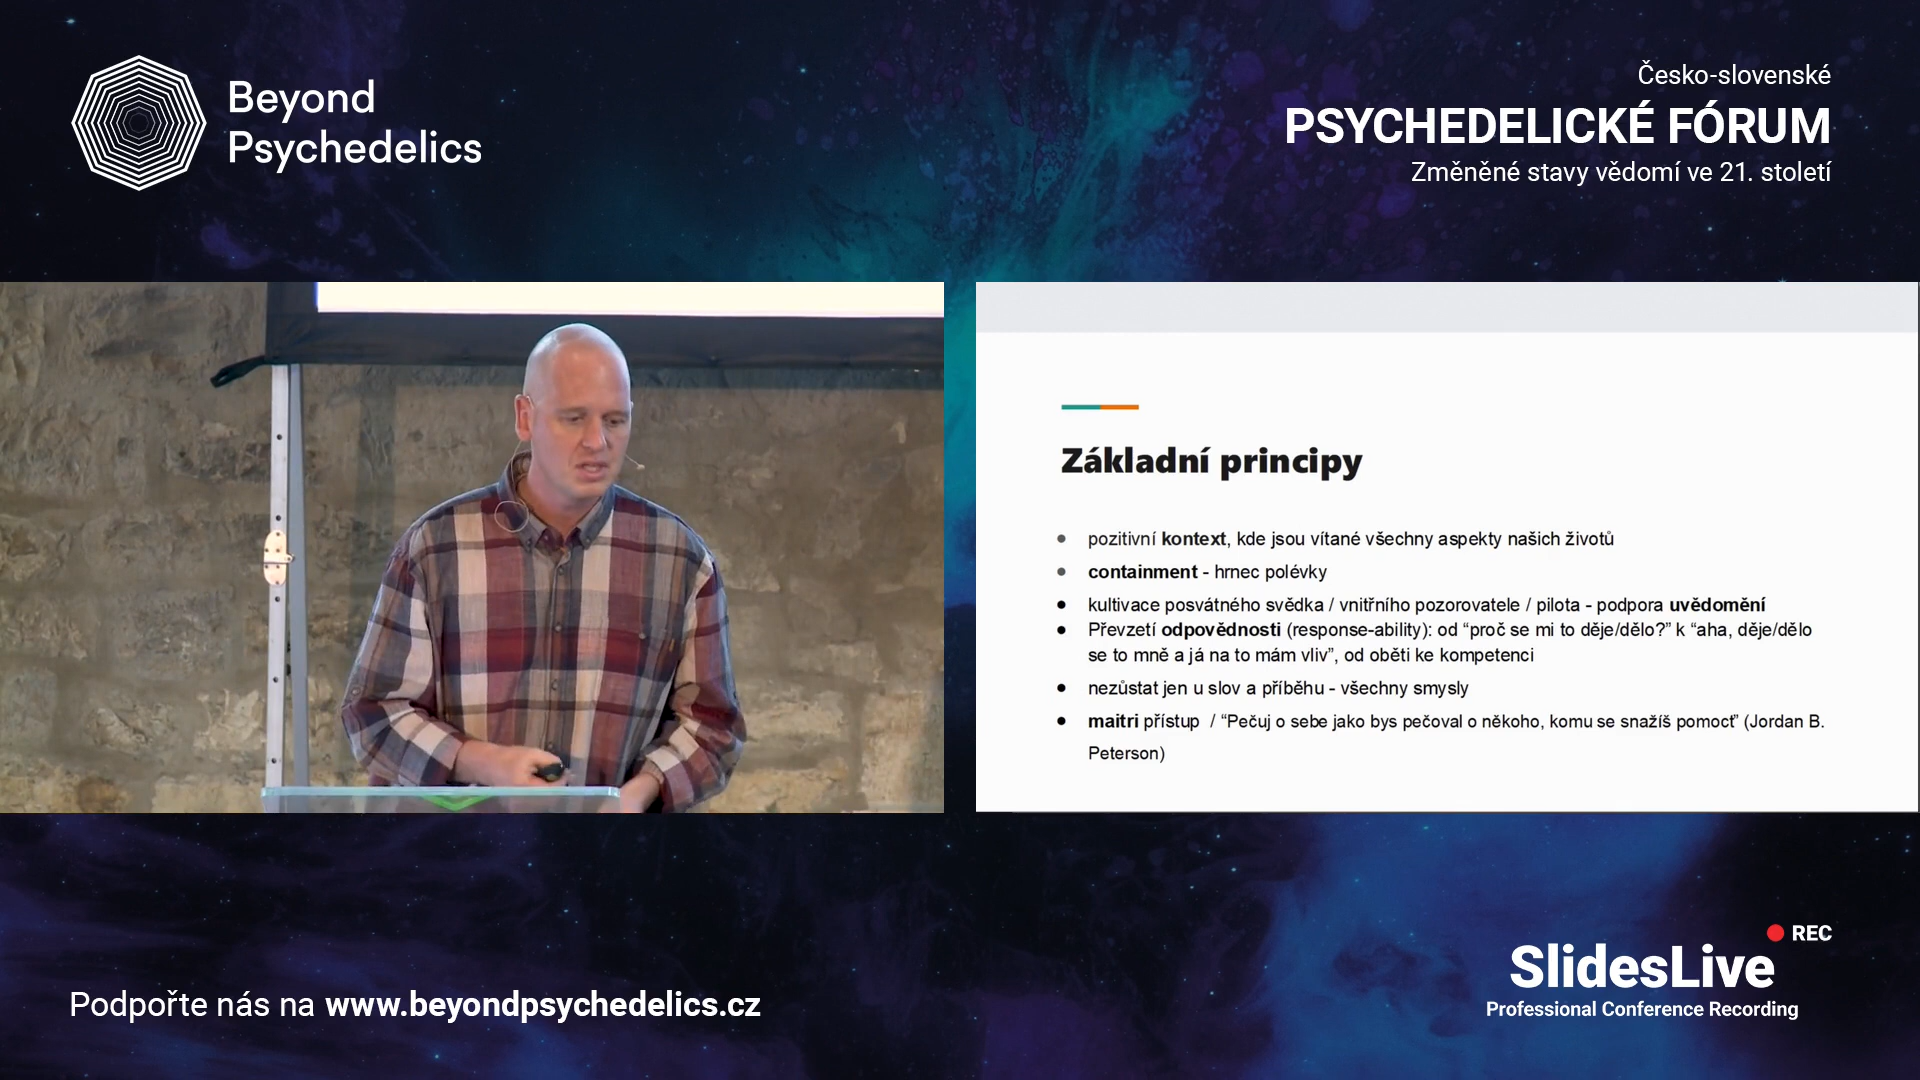 Beyond
Psychedelics
Česko-slovenské
PSYCHEDELICKÉ FÓRUM
Změněné stavy vědomí ve 21. století
Základní principy
pozitivní kontext, kde jsou vítané všechny aspekty našich životů
containment - hrnec polévky
kultivace posvátného svědka / vnitřního pozorovatele / pilota - podpora uvědomění
Převzetí odpovědnosti (response-ability): od “proč se mi to děje/dělo?” k “aha, děje/dělo
se to mně a já na to mám vliv”, od oběti ke kompetenci
nezůstat jen u slov a příběhu - všechny smysly
maitri přístup / “Pečuj o sebe jako bys pečoval o někoho, komu se snažíš pomocť” (Jordan B.
Peterson)
Podpořte nás na www.beyondpsychedelics.cz
REC
SlidesLive
Professional Conference Recording